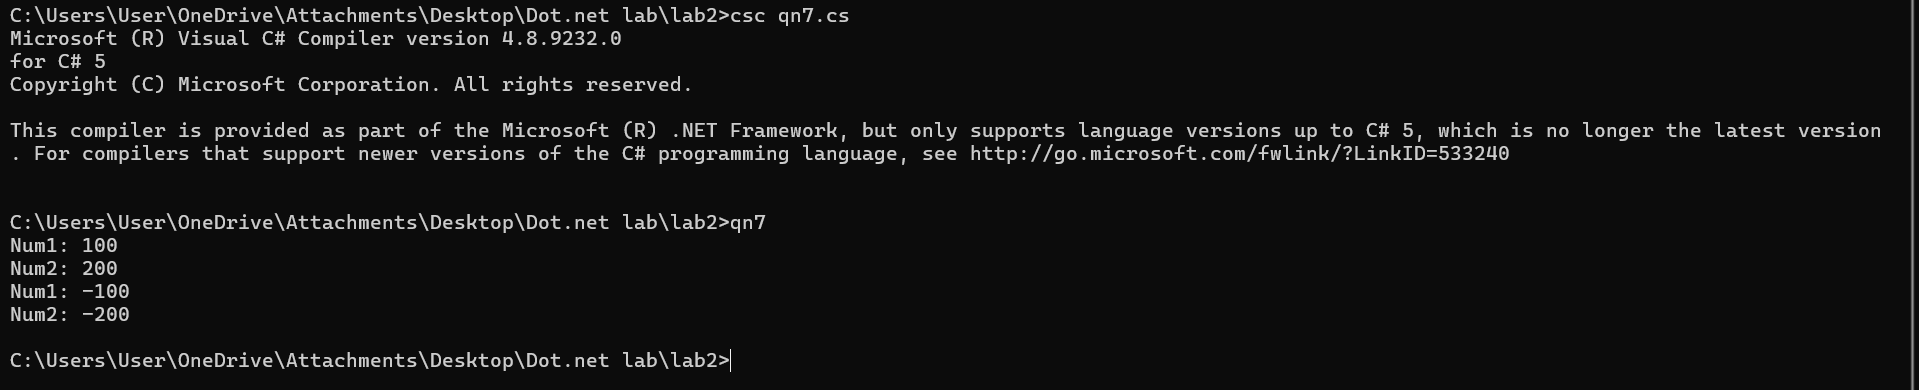 C:\Users\User\OneDrive\Attachments\Desktop\Dot.net lab\lab2>csc qn7.cs
Microsoft (R) Visual C# Compiler version 4.8.9232.0
for C# 5
Copyright (C) Microsoft Corporation. All rights reserved.
This compiler is provided as part of the Microsoft (R) .NET Framework, but only supports language versions up to C# 5, which is no longer the latest version
. For compilers that support newer versions of the C# programming language, see http://go.microsoft.com/fwlink/?LinkID=533240
C:\Users\User\OneDrive\Attachments\Desktop\Dot.net lab\lab2>qn7
Num1: 100
Num2: 200
Num1: -100
Num2: -200
C:\Users\User\OneDrive\Attachments\Desktop\Dot.net lab\lab2>